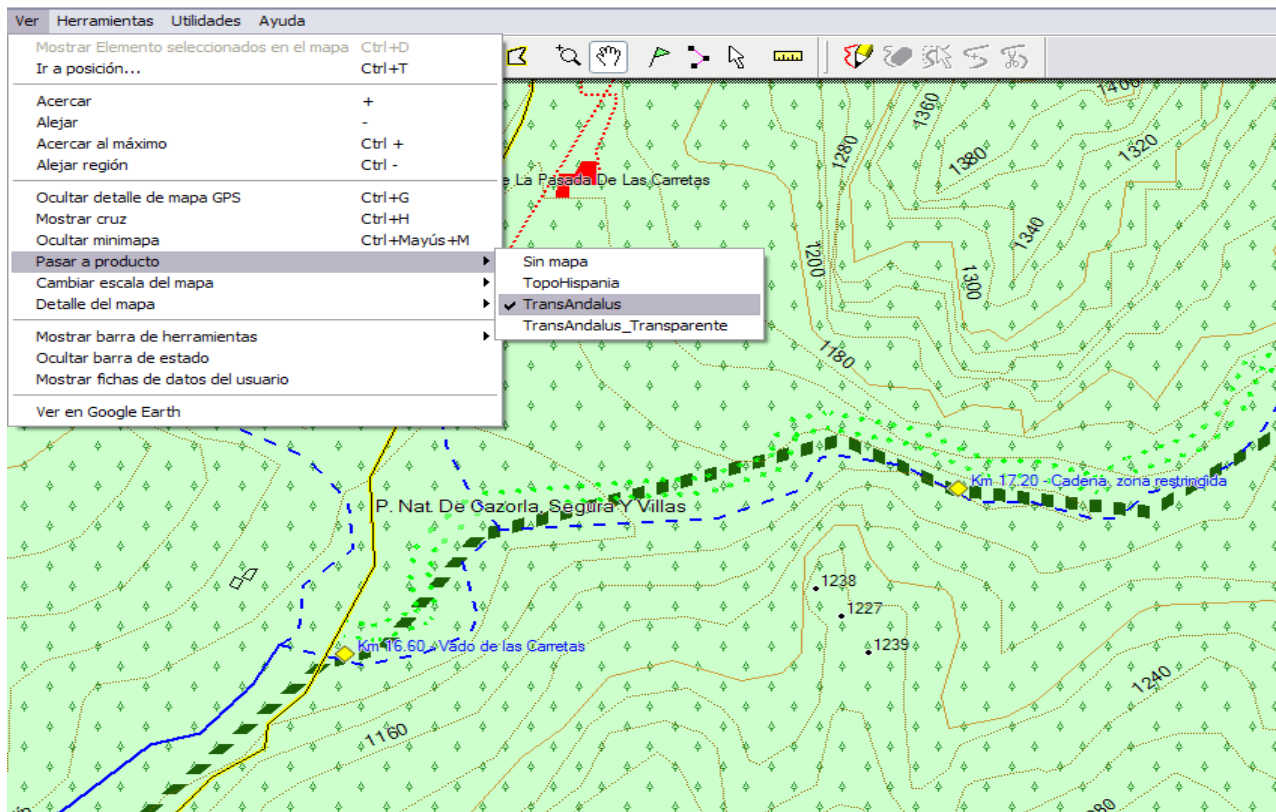 Ver Herramientas Utilidades Ayuda
Mostrar Elemento seleccionados en el mapa Ctrl+D
Ir a posición... Ctrl+T
Acercar +
Alejar -
Acercar al máximo Ctrl +
Alejar región Ctrl -
Ocultar detalle de mapa GPS Ctrl+G
Mostrar cruz Ctrl+H
Ocultar minimapa Ctrl+Mayús+M
Pasar a producto
Cambiar escala del mapa
Detalle del mapa
Mostrar barra de herramientas
Ocultar barra de estado
Mostrar fichas de datos del usuario
Ver en Google Earth
Sin mapa
TopoHispania
TransAndalus
TransAndalus_Transparente
1400
1360
1280
1380
1320
La Pasada De Las Carretas
1340
1200
1300
1180
Km 17.20 - Cadena, zona restringida
P. Nat. De Cazorla, Segura Y Villas
1238
1227
1239
Km 16.60 - Vado de las Carretas
1240
1160